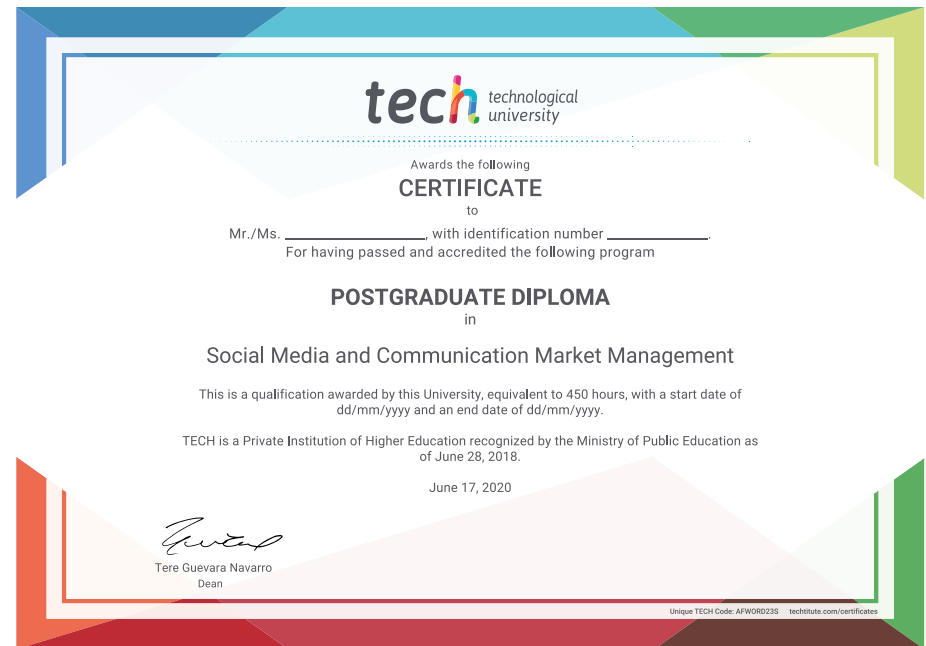 tech technological
university
Awards the following
CERTIFICATE
to
Mr./Ms. ____________________, with identification number ______________.
For having passed and accredited the following program
POSTGRADUATE DIPLOMA
in
Social Media and Communication Market Management
This is a qualification awarded by this University, equivalent to 450 hours, with a start date of
dd/mm/yyyy and an end date of dd/mm/yyyy.
TECH is a Private Institution of Higher Education recognized by the Ministry of Public Education as
of June 28, 2018.
June 17, 2020
Tere Guevara Navarro
Dean
Unique TECH Code: AFWORD23S techtitute.com/certificates